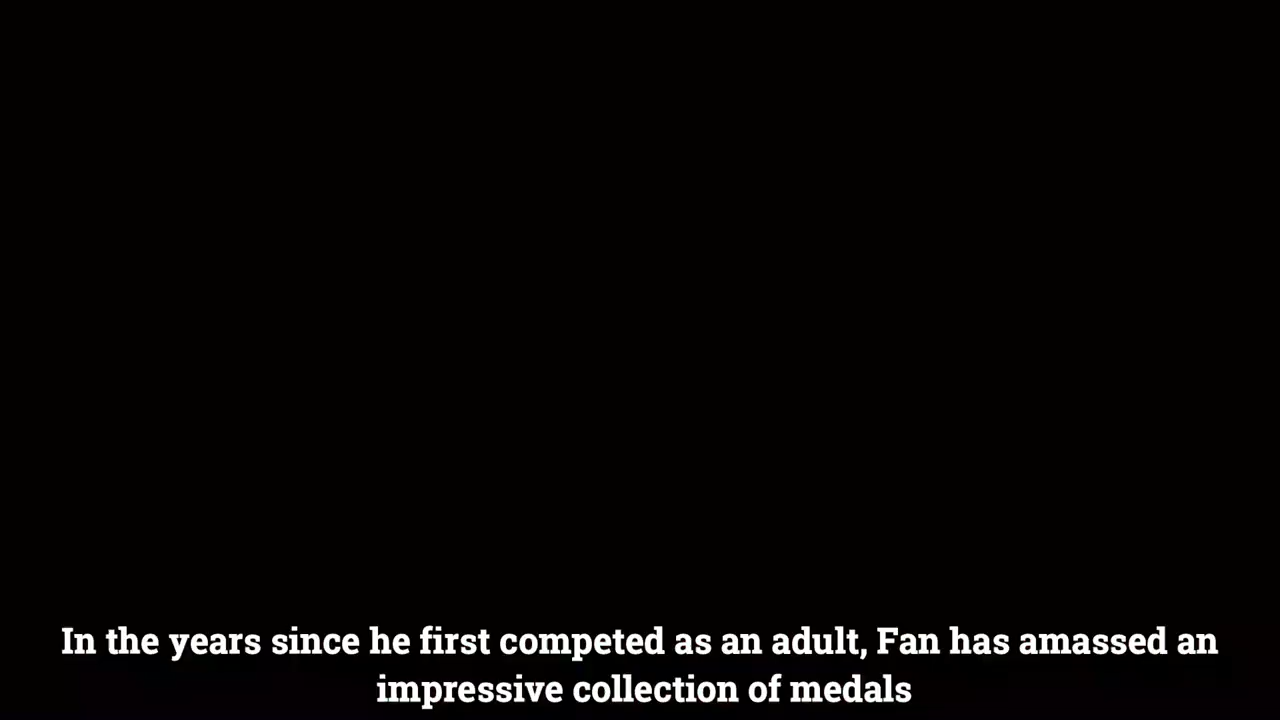 In the years since he first competed as an adult, Fan has amassed an
impressive collection of medals